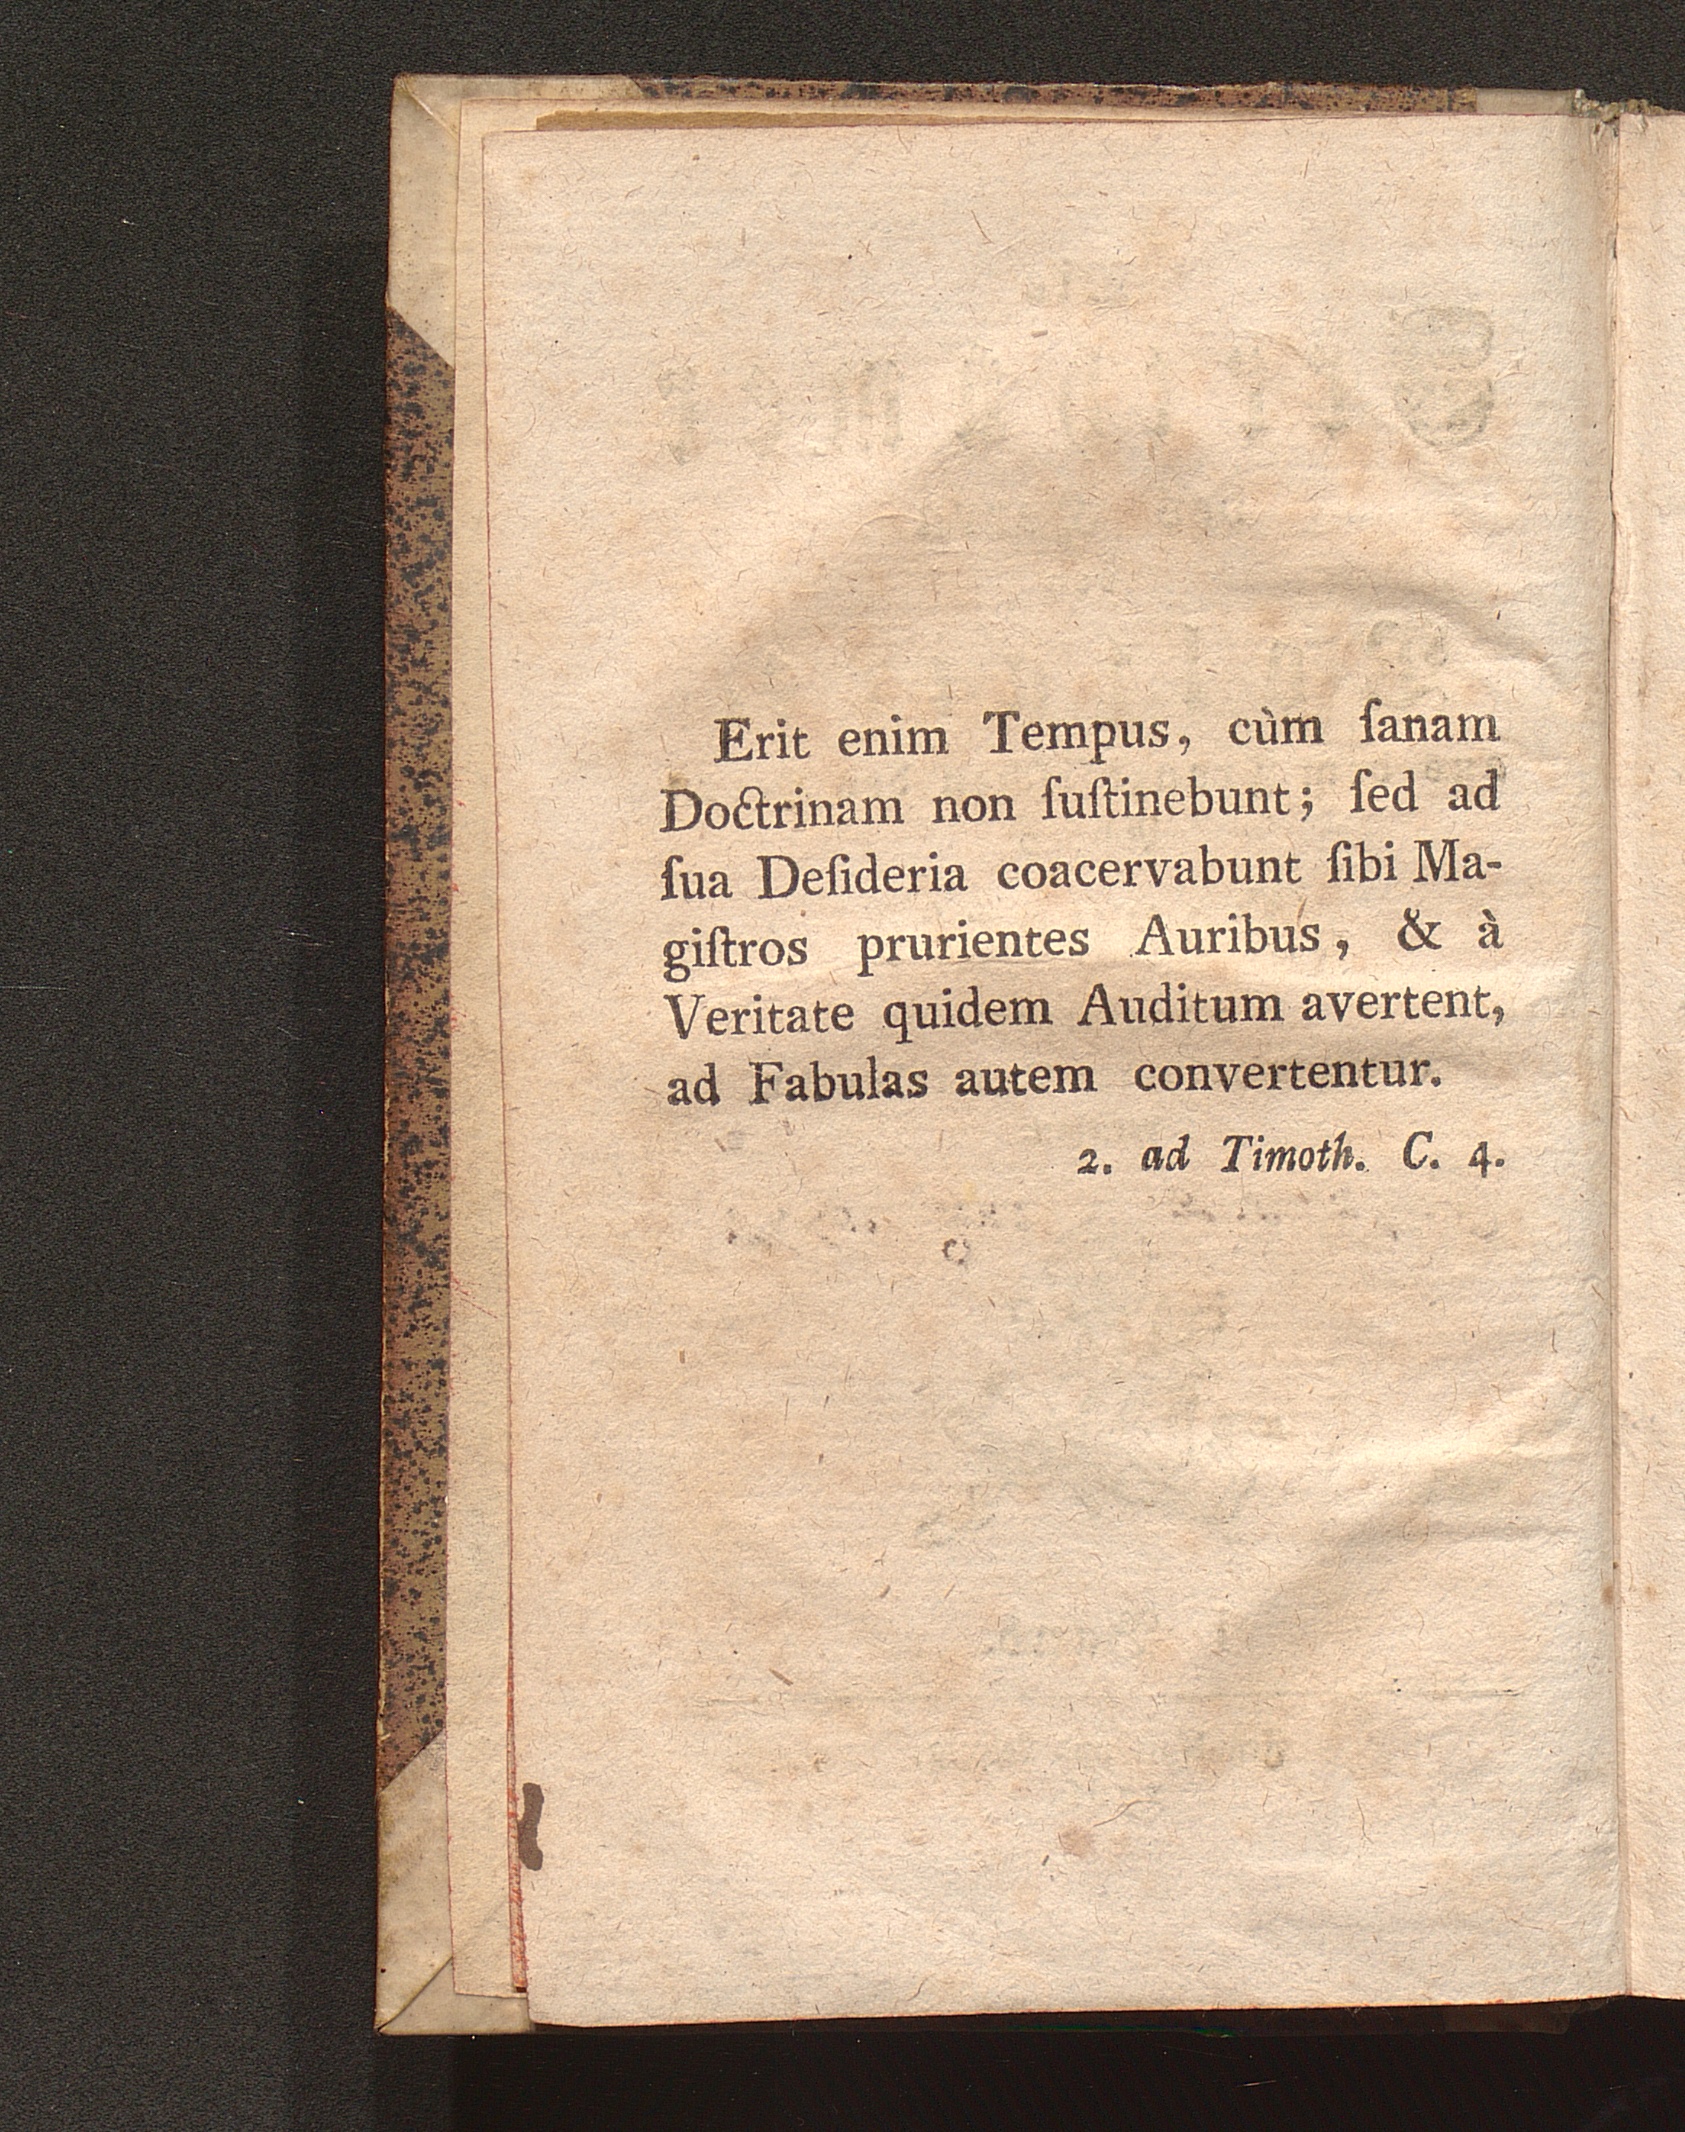 Erit enim Tempus, cùm ſanam
Doctrinam non ſuſtinebunt; ſed ad
ſua Deſideria coacervabunt ſibi Ma-
giſtros prurientes Auribus, & à
Veritate quidem Auditum avertent,
ad Fabulas autem convertentur.
2. ad Timoth. C. 4.